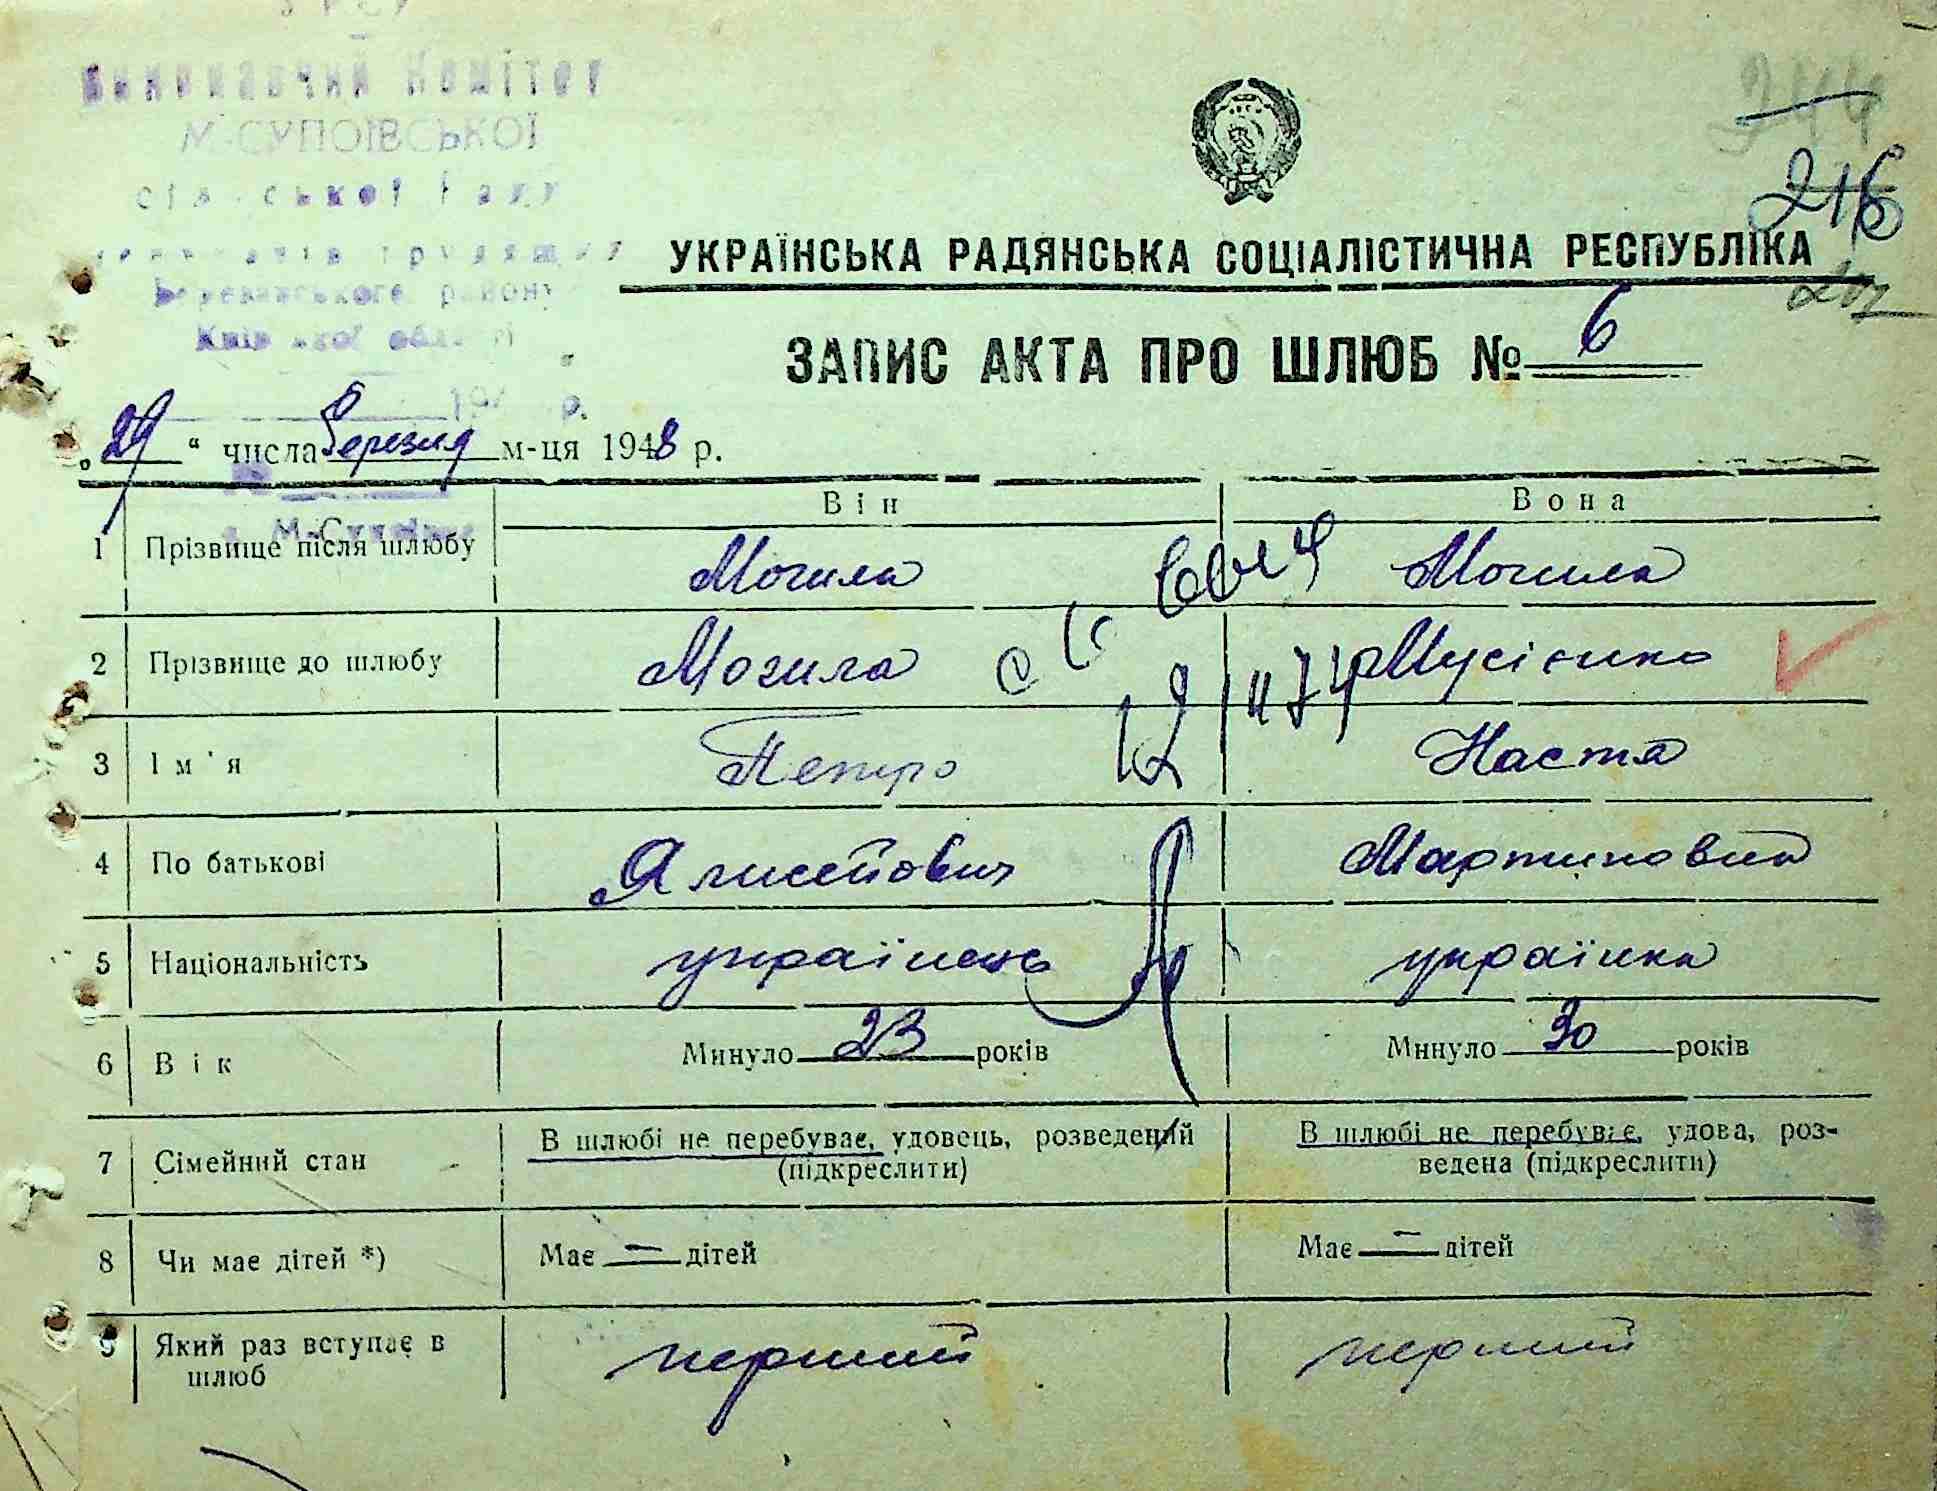 Виконавчий Комітет
М-СУПОЇВСЬКОЇ
сільської Ради
депутатів трудящих
Березанського району
Київської області
216
УКРАЇНСЬКА РАДЯНСЬКА СОЦІАЛІСТИЧНА РЕСПУБЛІКА
ЗАПИС АКТА ПРО ШЛЮБ № 6
„29“ числа березня м-ця 1948 р.
Він Вона
1 Прізвище після шлюбу Могила Могила
2 Прізвище до шлюбу Могила Мусієнко
3 Ім'я Петро Настя
4 По батькові Мартиновна
5 Національність українець українка
6 Вік Минуло 23 років Минуло 30 років
7 Сімейний стан В шлюбі не перебуває, удовець, розведений (підкреслити) В шлюбі не перебуває, удова, роз-
ведена (підкреслити)
8 Чи має дітей *) Має — дітей Має — дітей
9 Який раз вступає в шлюб перший перший